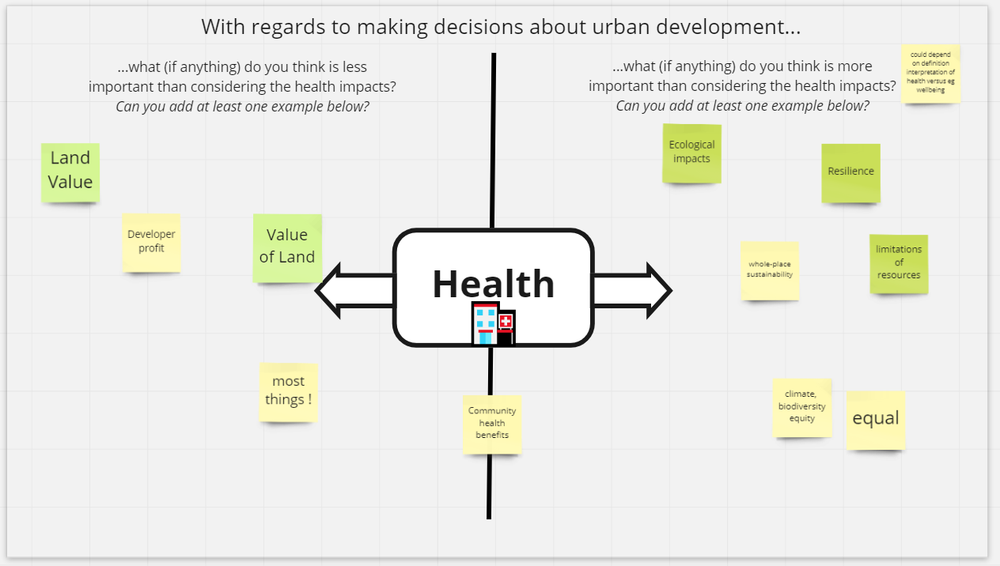 With regards to making decisions about urban development...
...what (if anything) do you think is less
important than considering the health impacts?
Can you add at least one example below?
...what (if anything) do you think is more
important than considering the health impacts?
Can you add at least one example below?
could depend
on definition
interpretation of
health versus eg
wellbeing
Land
Value
Developer
profit
Value
of Land
most
things !
Health
Community
health
benefits
Ecological
impacts
Resilience
whole-place
sustainability
limitations
of
resources
climate,
biodiversity
equity
equal